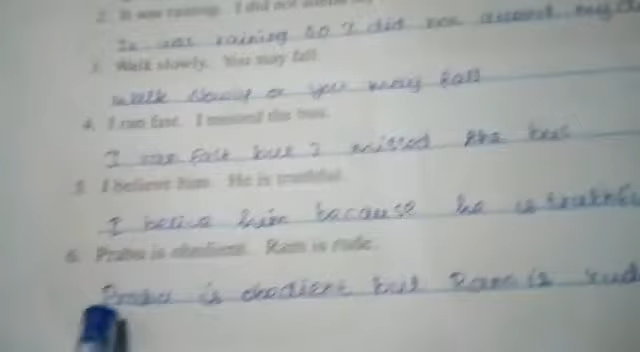 2. It was raining. I did not
It was raining so I did not
3. Walk slowly. You may fall.
Walk slowly or you may fall
4. I ran fast. I missed the bus.
I ran fast but I missed the bus
5. I believe him. He is truthful.
I belive him bacause he is
6. Prabu is obedient. Ram is rude.
Prabu is obedient but Ram is